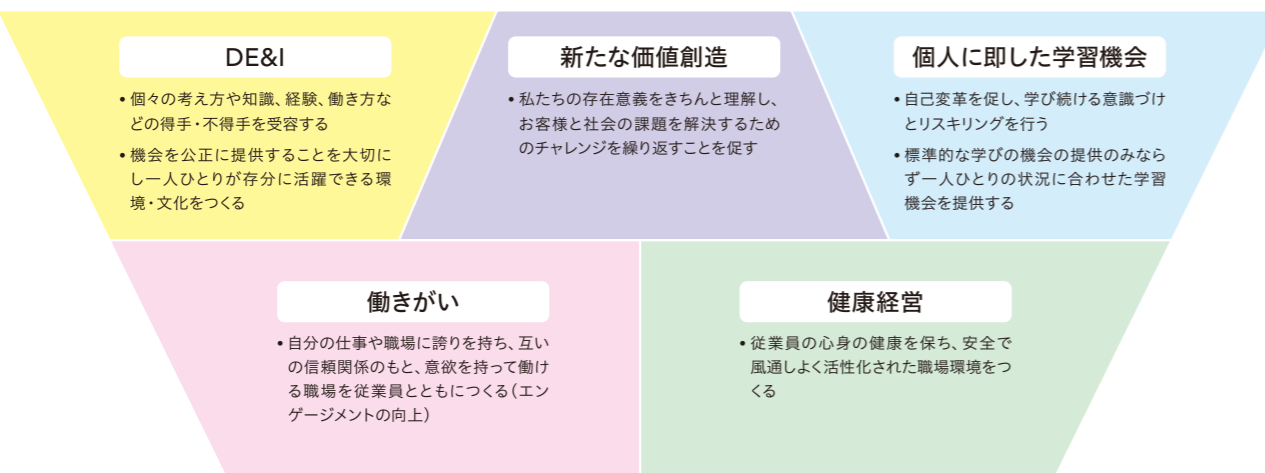 DE&I
• 個々の考え方や知識、経験、働き方な
どの得手・不得手を受容する
• 機会を公正に提供することを大切に
し一人ひとりが存分に活躍できる環
境・文化をつくる
新たな価値創造
• 私たちの存在意義をきちんと理解し、
お客様と社会の課題を解決するため
のチャレンジを繰り返すことを促す
個人に即した学習機会
• 自己変革を促し、学び続ける意識づけ
とリスキリングを行う
• 標準的な学びの機会の提供のみなら
ず一人ひとりの状況に合わせた学習
機会を提供する
働きがい
• 自分の仕事や職場に誇りを持ち、互い
の信頼関係のもと、意欲を持って働け
る職場を従業員とともにつくる（エン
ゲージメントの向上）
健康経営
• 従業員の心身の健康を保ち、安全で
風通しよく活性化された職場環境をつ
くる